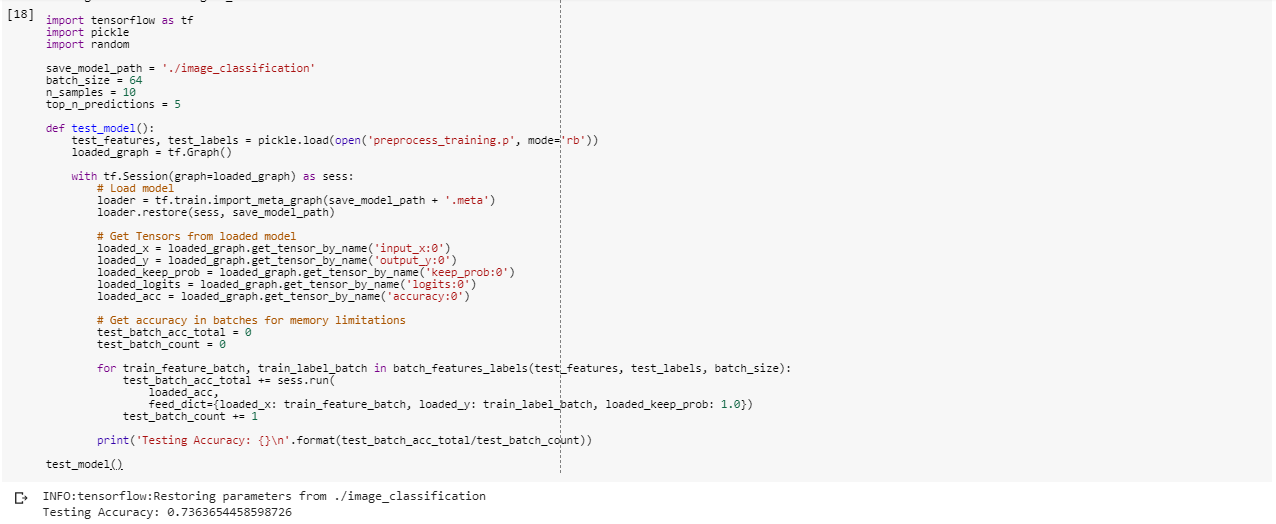 [18]
import tensorflow as tf
import pickle
import random

save_model_path = './image_classification'
batch_size = 64
n_samples = 10
top_n_predictions = 5

def test_model():
    test_features, test_labels = pickle.load(open('preprocess_training.p', mode='rb'))
    loaded_graph = tf.Graph()

    with tf.Session(graph=loaded_graph) as sess:
        # Load model
        loader = tf.train.import_meta_graph(save_model_path + '.meta')
        loader.restore(sess, save_model_path)

        # Get Tensors from loaded model
        loaded_x = loaded_graph.get_tensor_by_name('input_x:0')
        loaded_y = loaded_graph.get_tensor_by_name('output_y:0')
        loaded_keep_prob = loaded_graph.get_tensor_by_name('keep_prob:0')
        loaded_logits = loaded_graph.get_tensor_by_name('logits:0')
        loaded_acc = loaded_graph.get_tensor_by_name('accuracy:0')

        # Get accuracy in batches for memory limitations
        test_batch_acc_total = 0
        test_batch_count = 0

        for train_feature_batch, train_label_batch in batch_features_labels(test_features, test_labels, batch_size):
            test_batch_acc_total += sess.run(
                loaded_acc,
                feed_dict={loaded_x: train_feature_batch, loaded_y: train_label_batch, loaded_keep_prob: 1.0})
            test_batch_count += 1

        print('Testing Accuracy: {}\n'.format(test_batch_acc_total/test_batch_count))

test_model()
INFO:tensorflow:Restoring parameters from ./image_classification
Testing Accuracy: 0.7363654458598726